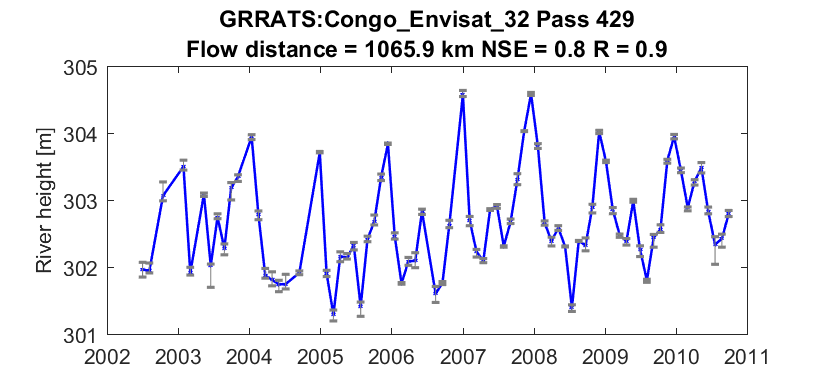 GRRATS:Congo_Envisat_32 Pass 429
Flow distance = 1065.9 km NSE = 0.8 R = 0.9
River height [m]
305
304
303
302
301
2002 2003 2004 2005 2006 2007 2008 2009 2010 2011